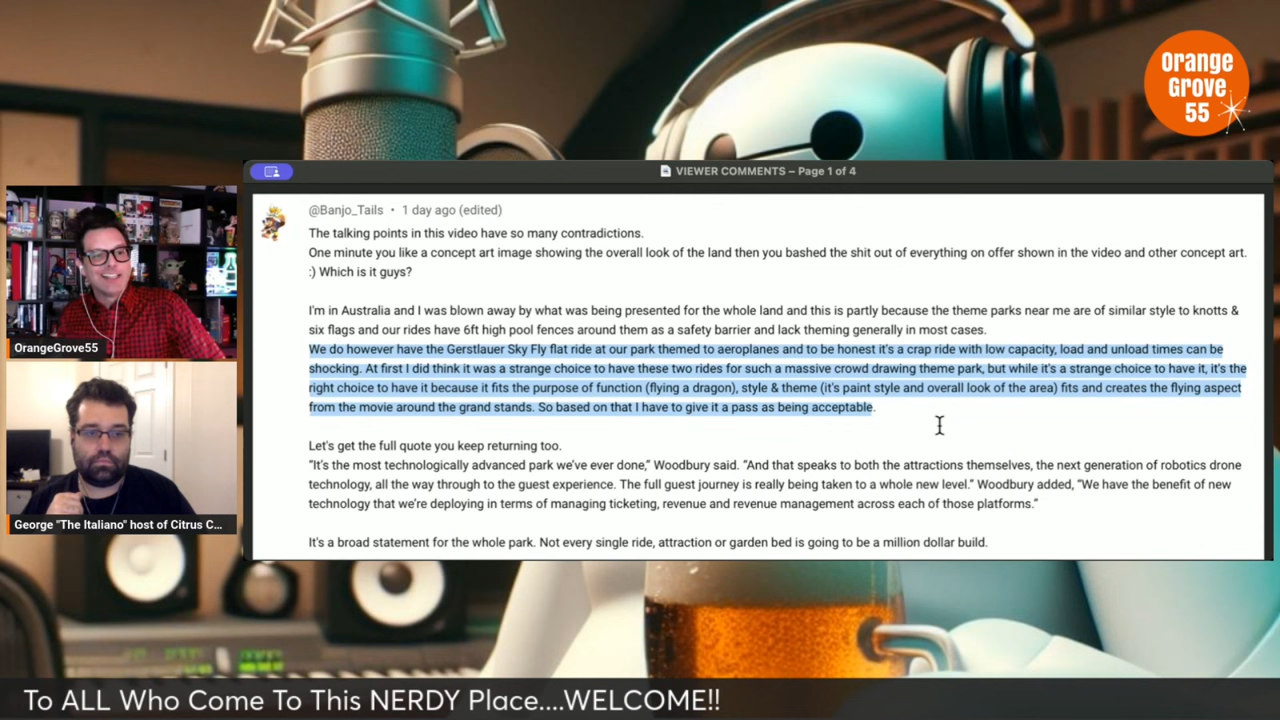 Orange
Grove
55
VIEWER COMMENTS – Page 1 of 4
@Banjo_Tails • 1 day ago (edited)
The talking points in this video have so many contradictions.
One minute you like a concept art image showing the overall look of the land then you bashed the shit out of everything on offer shown in the video and other concept art.
:) Which is it guys?
I'm in Australia and I was blown away by what was being presented for the whole land and this is partly because the theme parks near me are of similar style to knotts &
six flags and our rides have 6ft high pool fences around them as a safety barrier and lack theming generally in most cases.
We do however have the Gerstlauer Sky Fly flat ride at our park themed to aeroplanes and to be honest it's a crap ride with low capacity, load and unload times can be
shocking. At first I did think it was a strange choice to have these two rides for such a massive crowd drawing theme park, but while it's a strange choice to have it, it's the
right choice to have it because it fits the purpose of function (flying a dragon), style & theme (it's paint style and overall look of the area) fits and creates the flying aspect
from the movie around the grand stands. So based on that I have to give it a pass as being acceptable.
Let's get the full quote you keep returning too.
“It’s the most technologically advanced park we’ve ever done,” Woodbury said. “And that speaks to both the attractions themselves, the next generation of robotics drone
technology, all the way through to the guest experience. The full guest journey is really being taken to a whole new level.” Woodbury added, “We have the benefit of new
technology that we’re deploying in terms of managing ticketing, revenue and revenue management across each of those platforms.”
It's a broad statement for the whole park. Not every single ride, attraction or garden bed is going to be a million dollar build.
OrangeGrove55
George "The Italiano" host of Citrus C...
To ALL Who Come To This NERDY Place....WELCOME!!